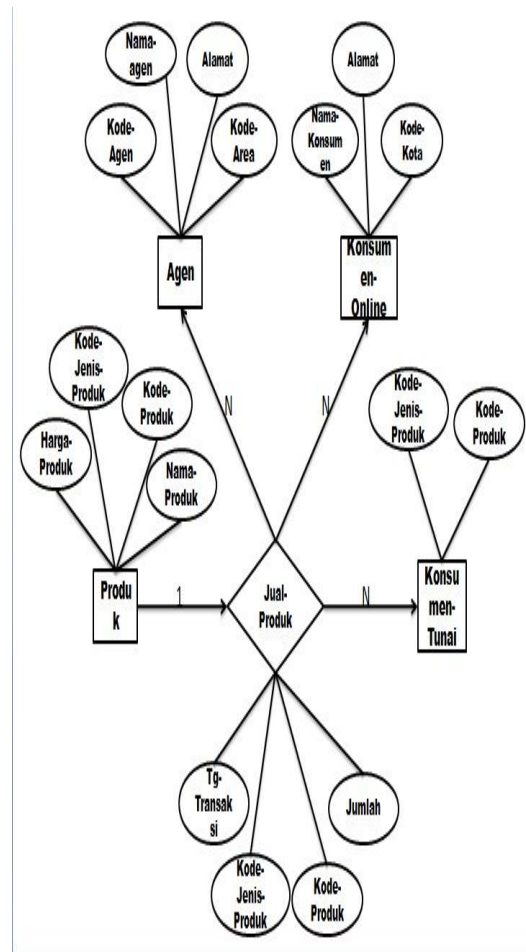 Nama-
agen
Alamat
Kode-
Agen
Kode-
Area
Agen
Alamat
Nama-
Konsum
en
Kode-
Kota
Konsum
en-
Online
Kode-
Jenis-
Produk
Kode-
Produk
Harga-
Produk
Nama-
Produk
Produ
k
N
N
Kode-
Jenis-
Produk
Kode-
Produk
1
Jual-
Produk
N
Konsu
men-
Tunai
Tg-
Transak
si
Jumlah
Kode-
Jenis-
Produk
Kode-
Produk